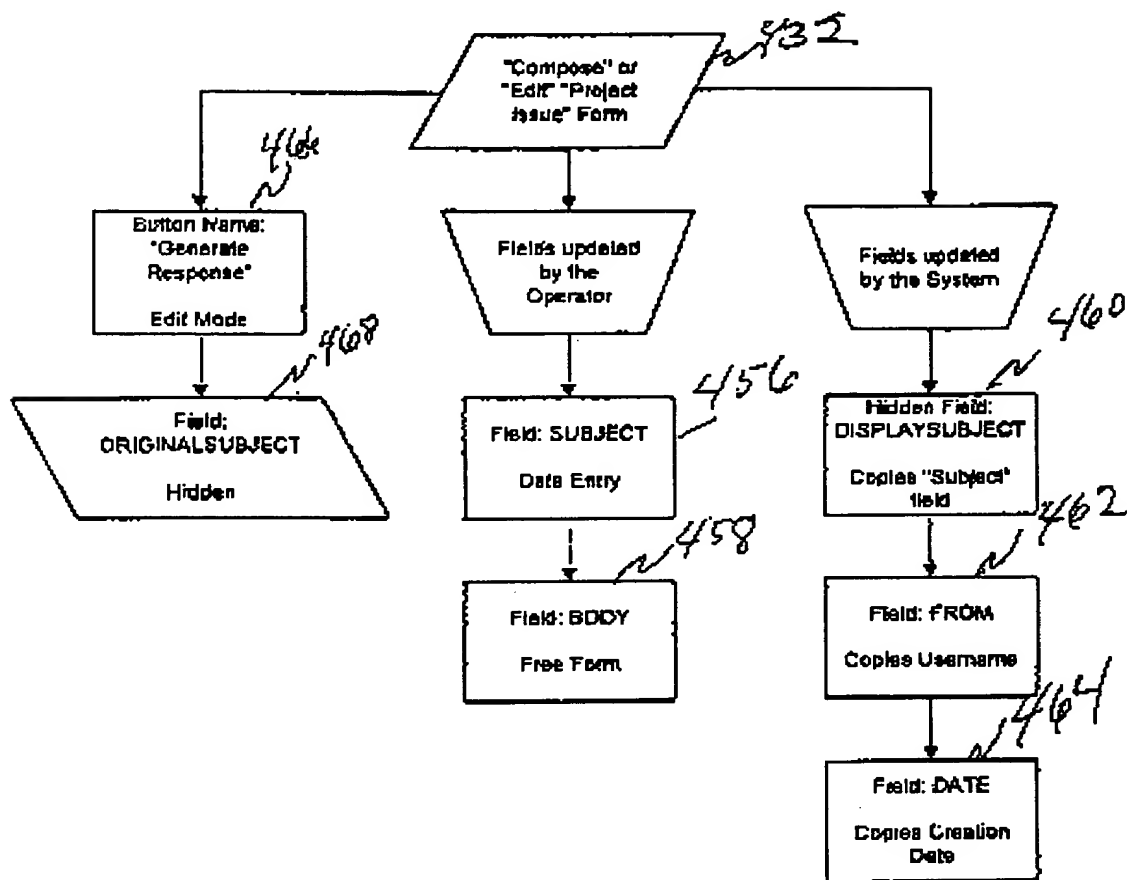 432
"Compose" or
"Edit" "Project
Issue" Form
466
Button Name:
"Generate
Response"
Edit Mode
Fields updated
by the
Operator
Fields updated
by the System
468
Field:
ORIGINALSUBJECT
Hidden
456
Field: SUBJECT
Data Entry
458
Field: BODY
Free Form
460
Hidden Field:
DISPLAYSUBJECT
Copies "Subject"
field
462
Field: FROM
Copies Username
464
Field: DATE
Copies Creation
Date